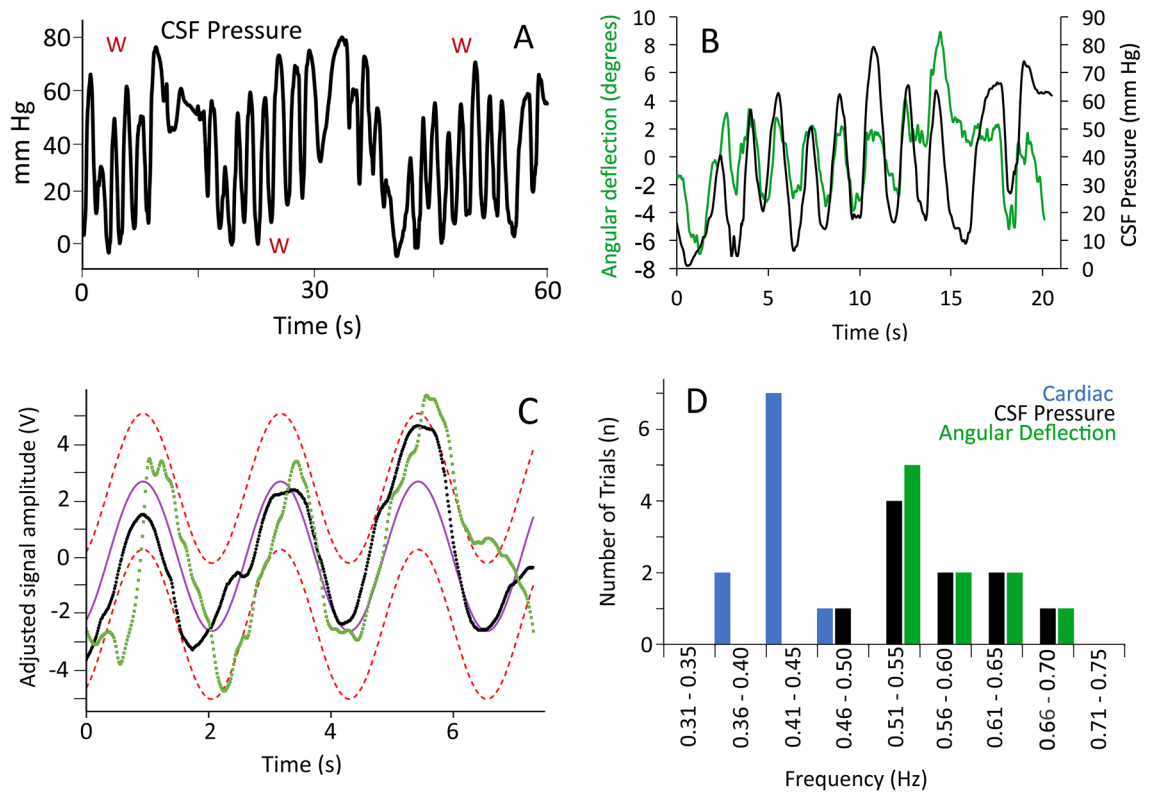 CSF Pressure
A
W
W
W
mm Hg
80
60
40
20
0
0
30
60
Time (s)
B
Angular deflection (degrees)
10
8
6
4
2
0
-2
-4
-6
-8
CSF Pressure (mm Hg)
90
80
70
60
50
40
30
20
10
0
0
5
10
15
20
Time (s)
C
Adjusted signal amplitude (V)
4
2
0
-2
-4
0
2
4
6
Time (s)
D
Cardiac
CSF Pressure
Angular Deflection
Number of Trials (n)
6
4
2
0
0.31 - 0.35
0.36 - 0.40
0.41 - 0.45
0.46 - 0.50
0.51 - 0.55
0.56 - 0.60
0.61 - 0.65
0.66 - 0.70
0.71 - 0.75
Frequency (Hz)